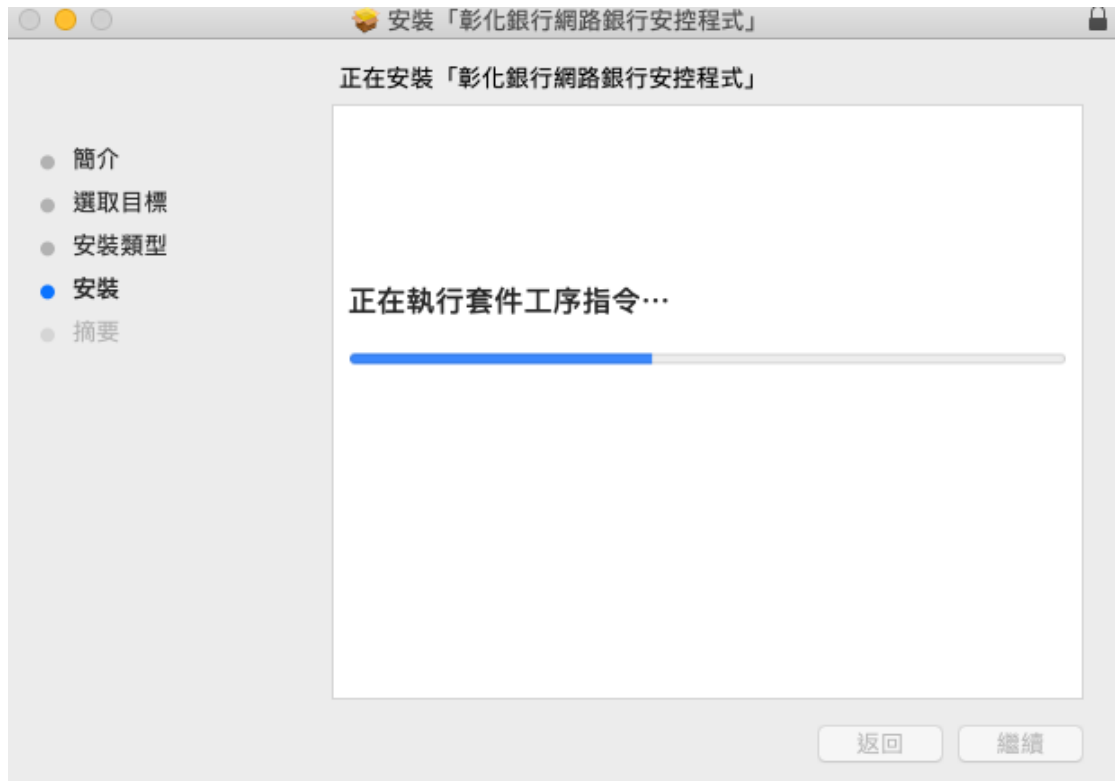 安裝「彰化銀行網路銀行安控程式」
正在安裝「彰化銀行網路銀行安控程式」
簡介
選取目標
安裝類型
安裝
摘要
正在執行套件工序指令⋯
返回
繼續